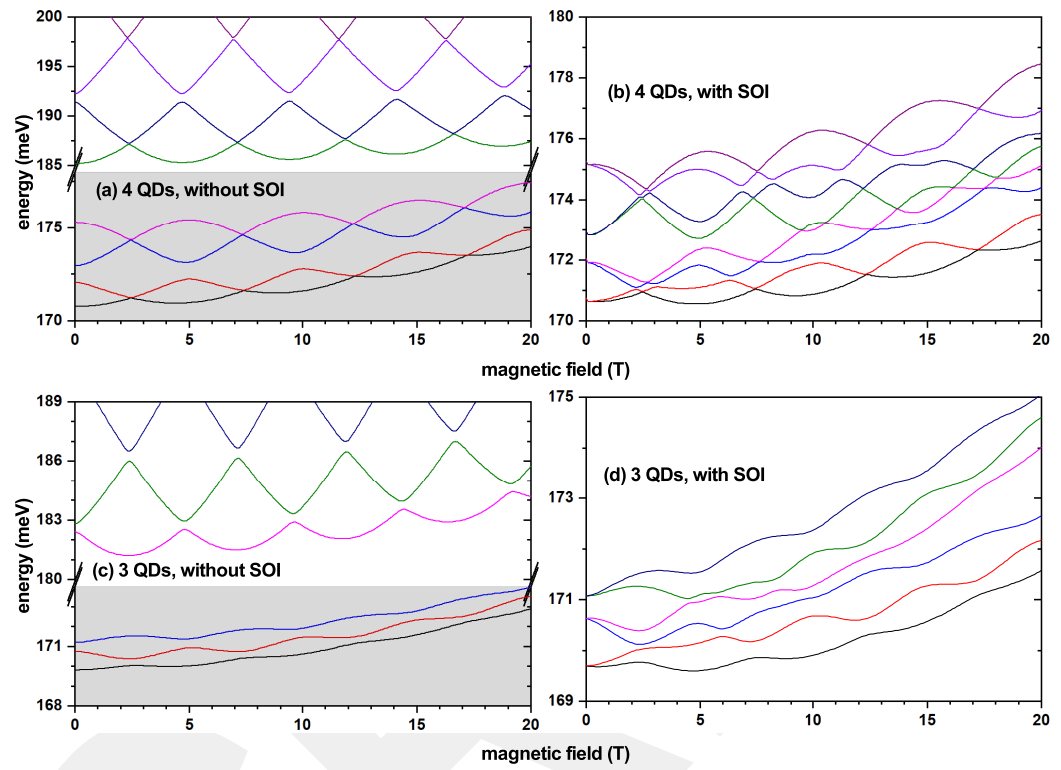 200
195
190
185
175
170
energy (meV)
(a) 4 QDs, without SOI
0 5 10 15 20
180
178
176
174
172
170
(b) 4 QDs, with SOI
0 5 10 15 20
magnetic field (T)
189
186
183
180
171
168
energy (meV)
(c) 3 QDs, without SOI
0 5 10 15 20
175
173
171
169
(d) 3 QDs, with SOI
0 5 10 15 20
magnetic field (T)